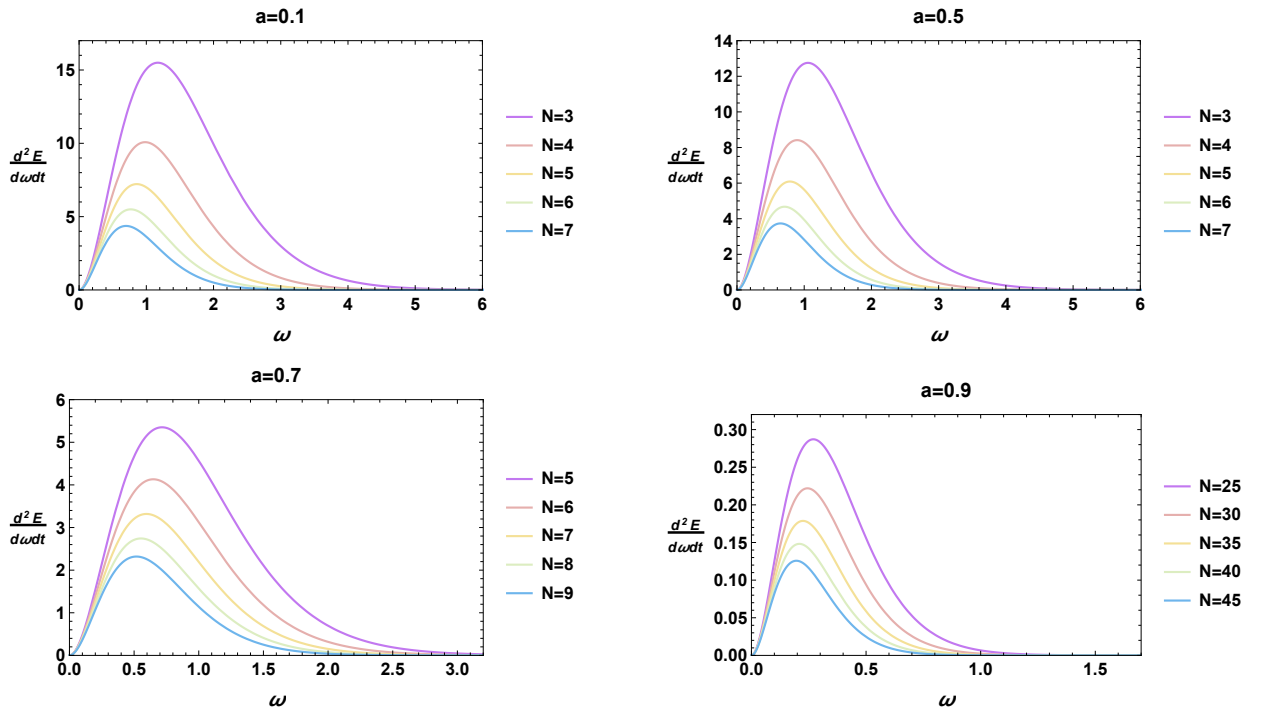 a=0.1
15
10
5
0
0 1 2 3 4 5 6
d²E
dωdt
ω
N=3
N=4
N=5
N=6
N=7
a=0.5
14
12
10
8
6
4
2
0
0 1 2 3 4 5 6
d²E
dωdt
ω
N=3
N=4
N=5
N=6
N=7
a=0.7
6
5
4
3
2
1
0
0.0 0.5 1.0 1.5 2.0 2.5 3.0
d²E
dωdt
ω
N=5
N=6
N=7
N=8
N=9
a=0.9
0.30
0.25
0.20
0.15
0.10
0.05
0.00
0.0 0.5 1.0 1.5
d²E
dωdt
ω
N=25
N=30
N=35
N=40
N=45